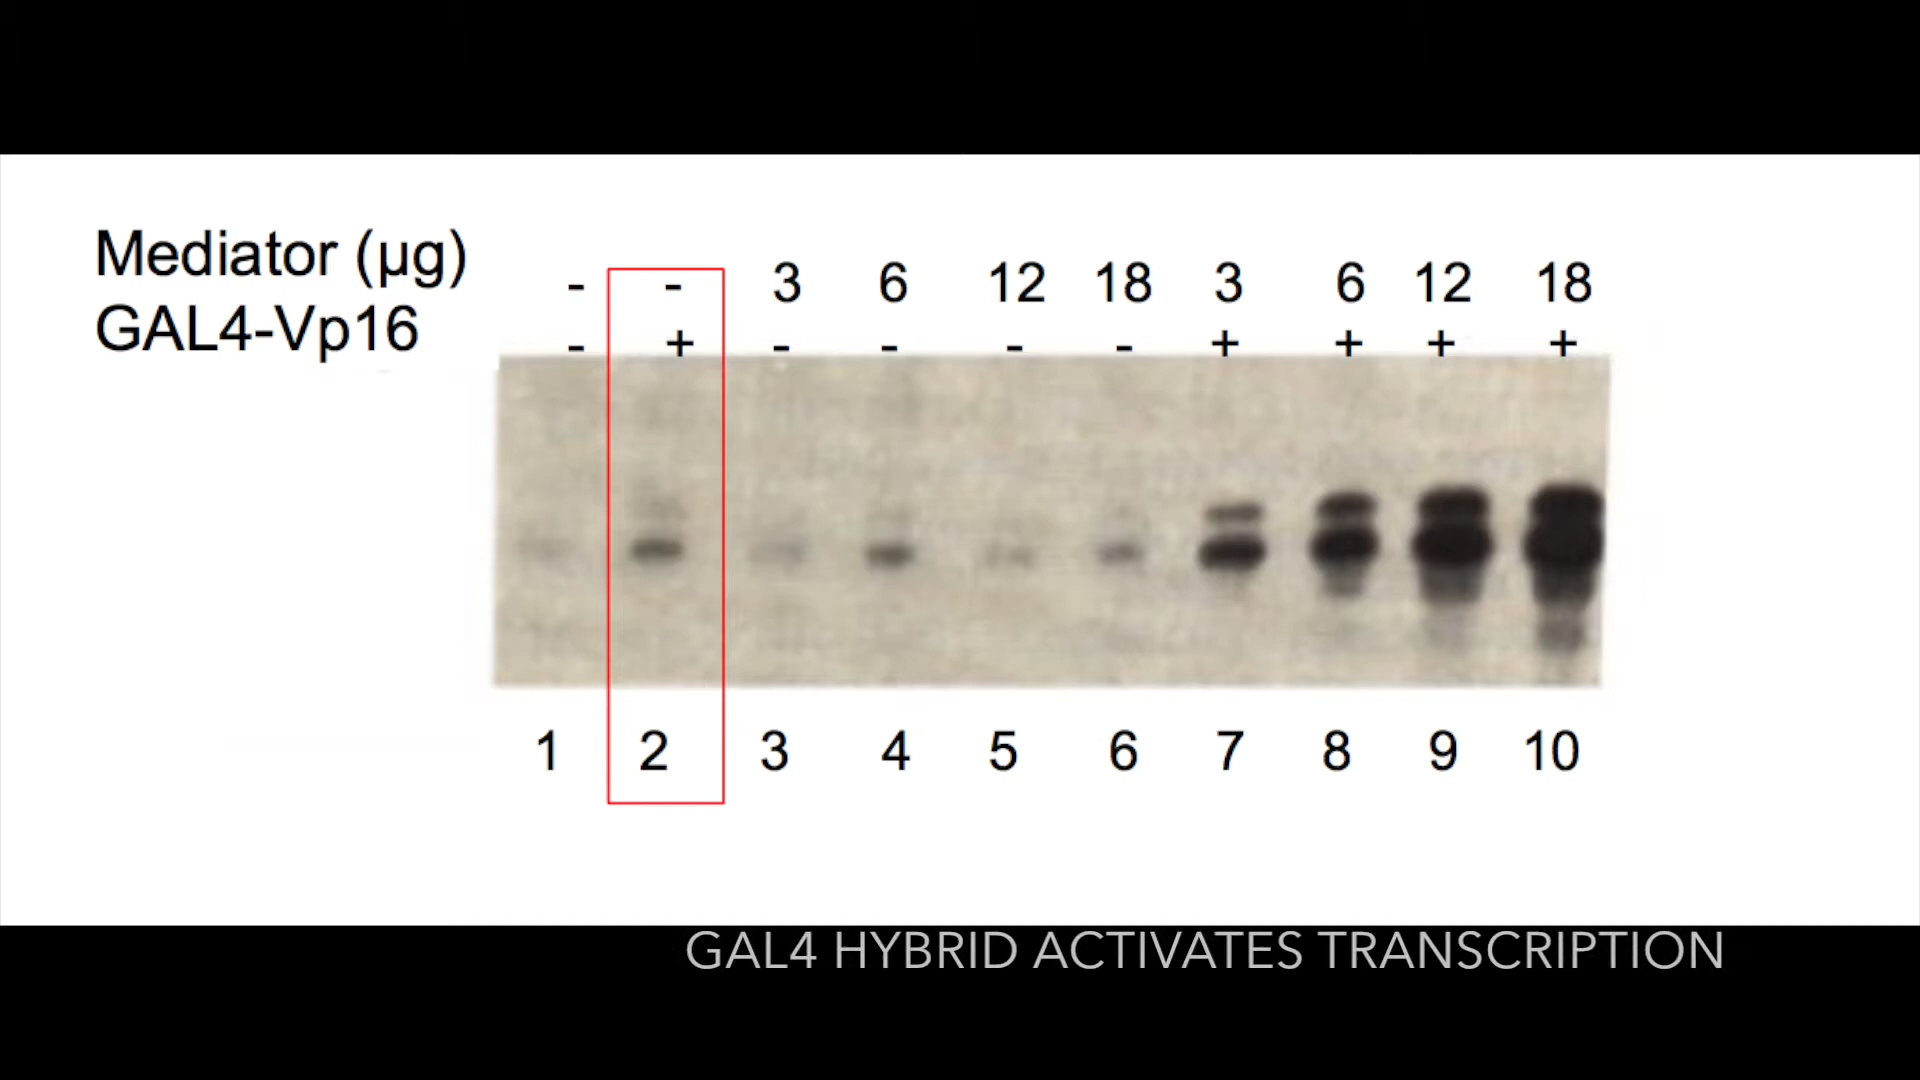 Mediator (µg) - - 3 6 12 18 3 6 12 18
GAL4-Vp16 - + - - - - + + + +
1 2 3 4 5 6 7 8 9 10
GAL4 HYBRID ACTIVATES TRANSCRIPTION